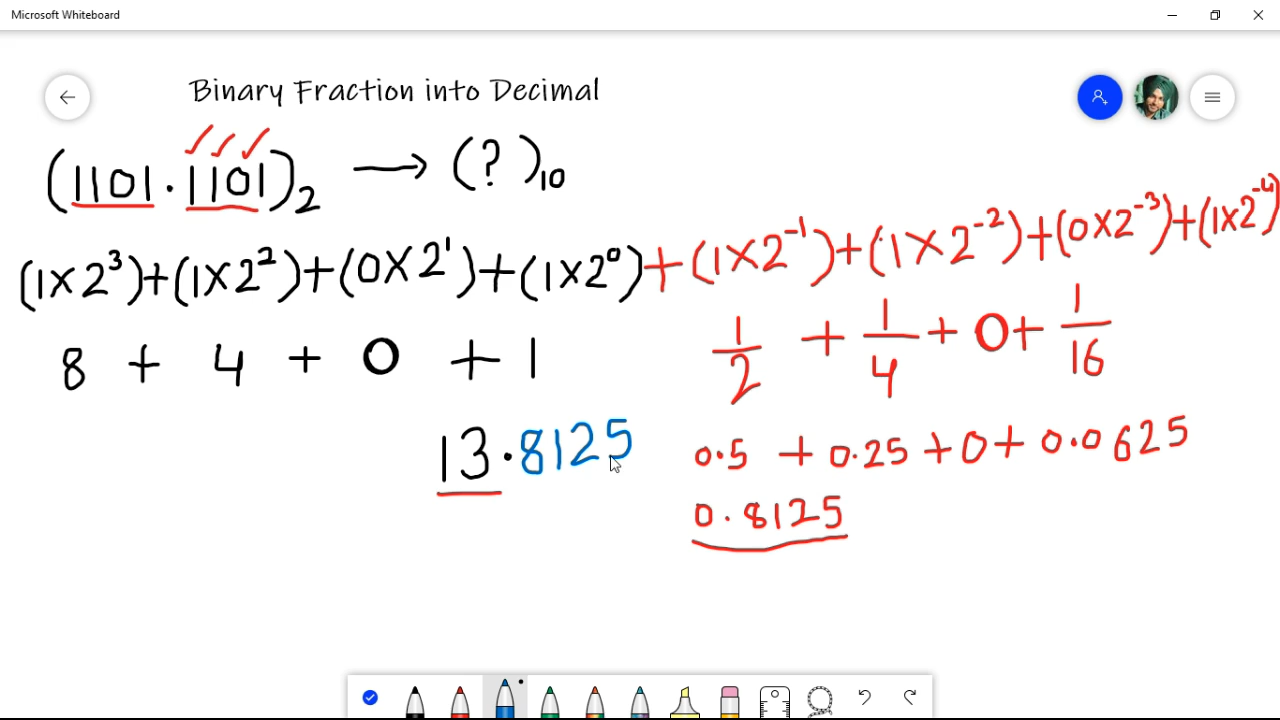 Microsoft Whiteboard
Binary Fraction into Decimal
(1101.1101)₂ → (?)₁₀
(1×2³)+(1×2²)+(0×2¹)+(1×2⁰)+(1×2⁻¹)+(1×2⁻²)+(0×2⁻³)+(1×2⁻⁴)
8 + 4 + 0 + 1
1/2 + 1/4 + 0 + 1/16
13.8125
0.5 + 0.25 + 0 + 0.0625
0.8125